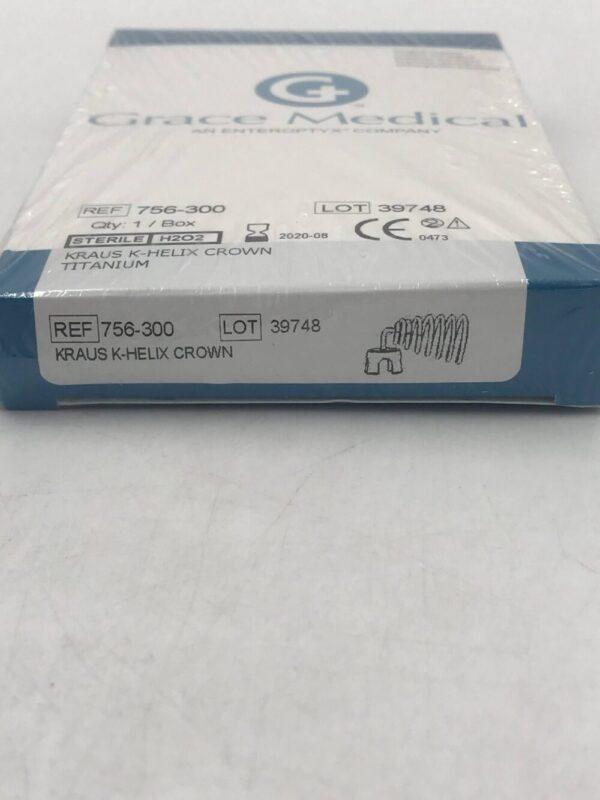 Grace Medical
AN ENTEROPTYX® COMPANY
REF 756-300 LOT 39748
Qty: 1 / Box
STERILE H2O2 2020-08 CE 0473
KRAUS K-HELIX CROWN
TITANIUM
REF 756-300 LOT 39748
KRAUS K-HELIX CROWN